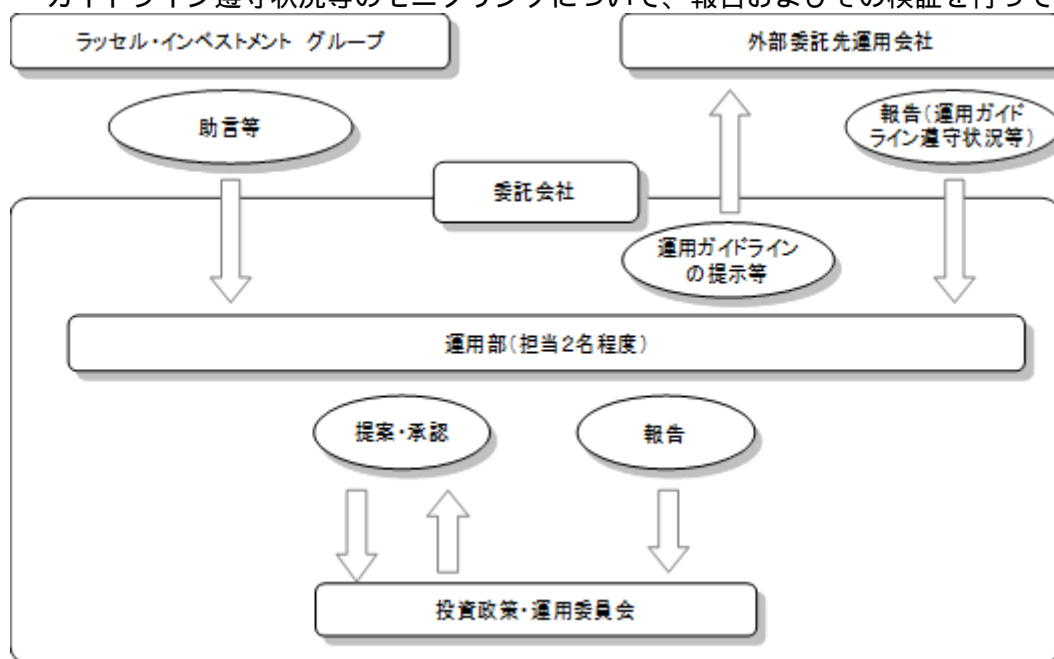 ガイドライン遵守状況等のモニタリングについて、報告およびその検証を行って
ラッセル・インベストメント グループ
外部委託先運用会社
助言等
報告(運用ガイド
ライン遵守状況等)
委託会社
運用ガイドライン
の提示等
運用部(担当2名程度)
提案・承認
報告
投資政策・運用委員会